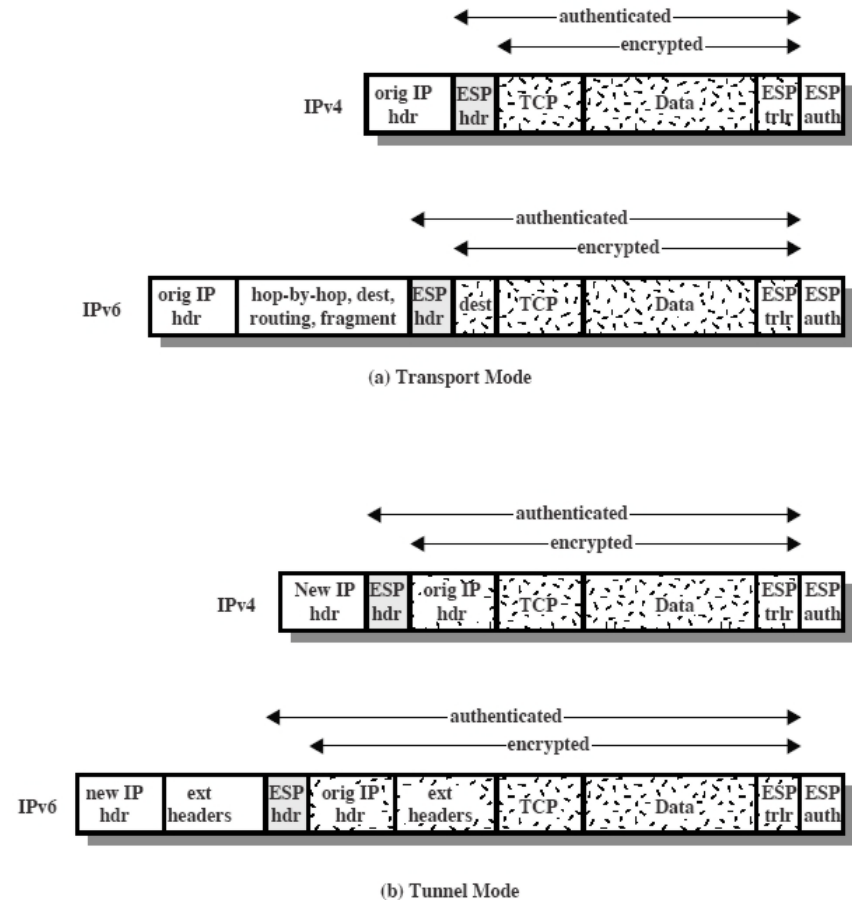 authenticated
encrypted
IPv4
orig IP hdr
ESP hdr
TCP
Data
ESP trlr
ESP auth
authenticated
encrypted
IPv6
orig IP hdr
hop-by-hop, dest, routing, fragment
ESP hdr
dest
TCP
Data
ESP trlr
ESP auth
(a) Transport Mode
authenticated
encrypted
IPv4
New IP hdr
ESP hdr
orig IP hdr
TCP
Data
ESP trlr
ESP auth
authenticated
encrypted
IPv6
new IP hdr
ext headers
ESP hdr
orig IP hdr
ext headers
TCP
Data
ESP trlr
ESP auth
(b) Tunnel Mode